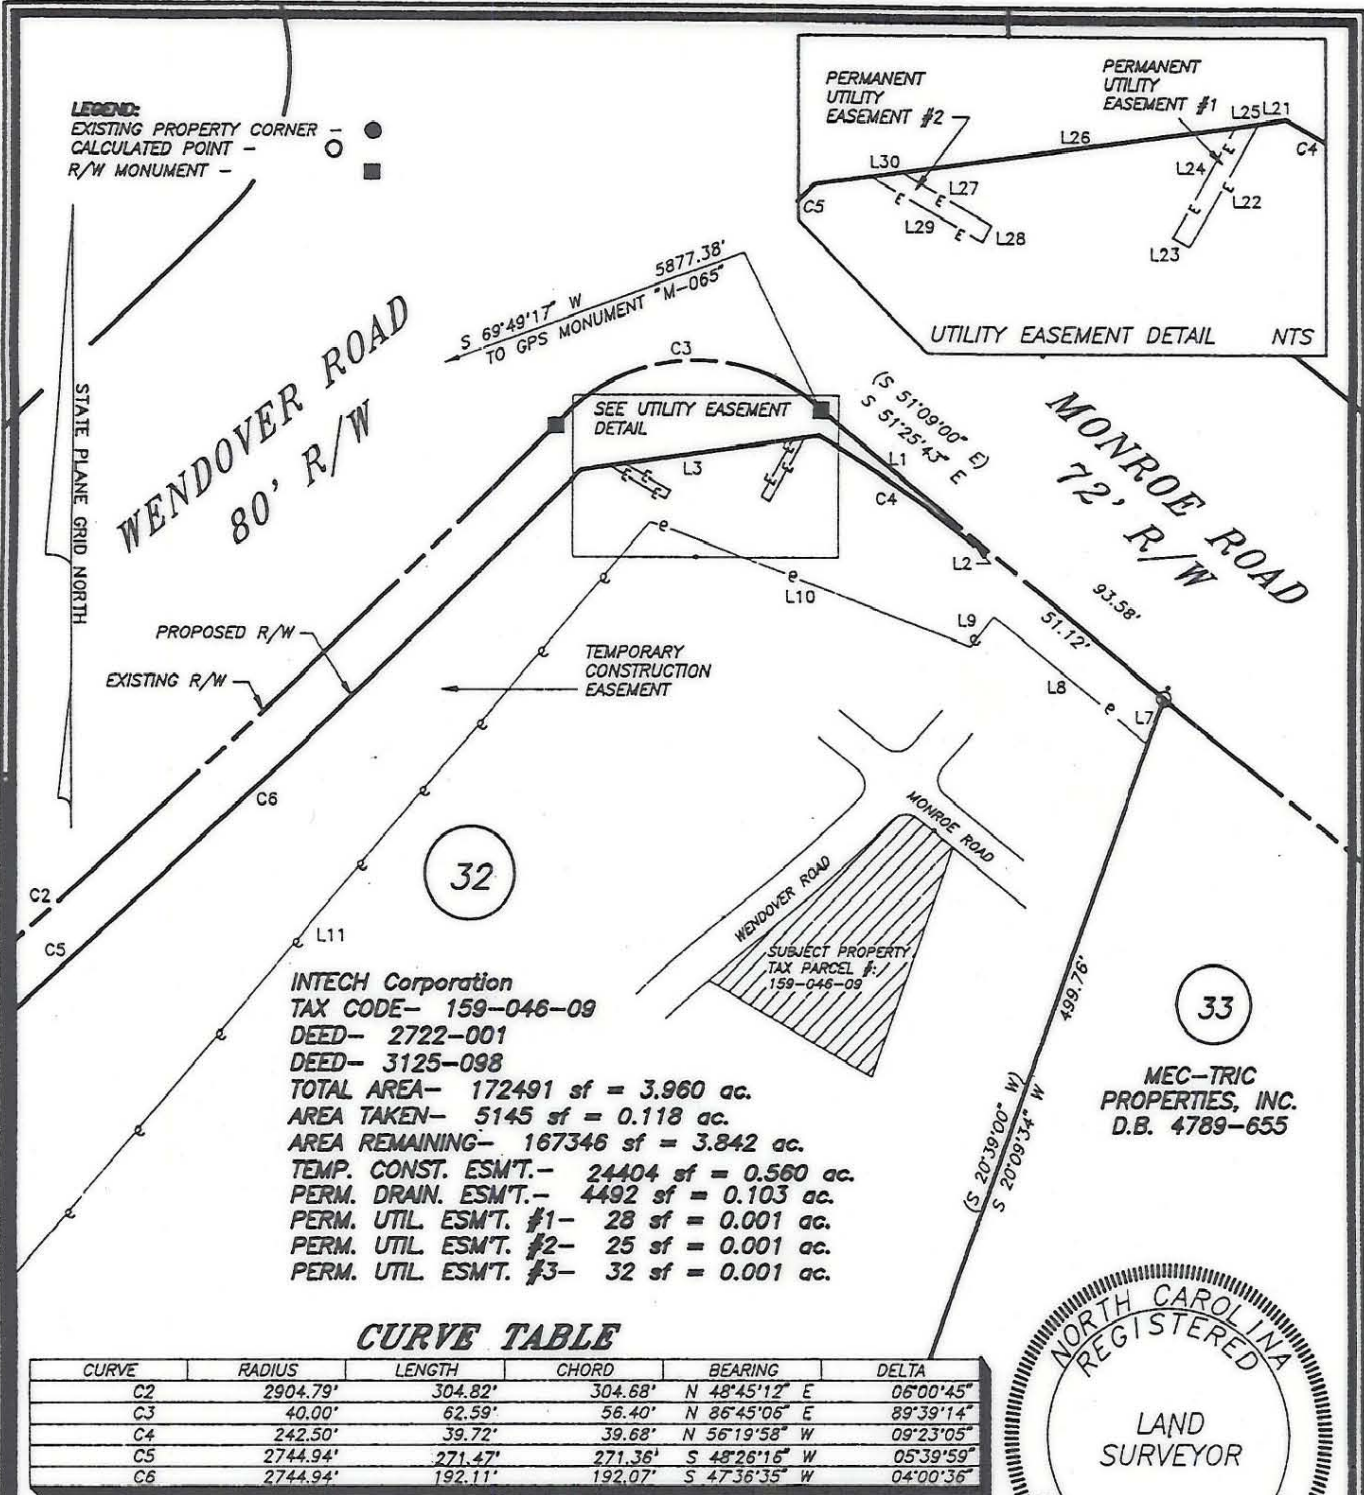 LEGEND:
EXISTING PROPERTY CORNER –
CALCULATED POINT –
R/W MONUMENT –
PERMANENT
UTILITY
EASEMENT #2
PERMANENT
UTILITY
EASEMENT #1
L25 L21
L26
C4
L30
L24
L27
L22
C5
L29
L28
L23
E
E
E
E
E
E
UTILITY EASEMENT DETAIL NTS
STATE PLANE GRID NORTH
WENDOVER ROAD
80' R/W
5877.38'
S 69°49'17" W
TO GPS MONUMENT "M-065"
C3
SEE UTILITY EASEMENT
DETAIL
L3
(S 51°09'00" E)
S 51°25'43" E
L1
C4
L2
MONROE ROAD
72' R/W
93.58'
51.12'
L10
L9
L8
L7
PROPOSED R/W
EXISTING R/W
TEMPORARY
CONSTRUCTION
EASEMENT
C6
C2
C5
L11
32
MONROE ROAD
WENDOVER ROAD
SUBJECT PROPERTY
TAX PARCEL #:
159-046-09
499.76'
(S 20°39'00" W)
S 20°09'34" W
33
MEC-TRIC
PROPERTIES, INC.
D.B. 4789-655
INTECH Corporation
TAX CODE– 159-046-09
DEED– 2722-001
DEED– 3125-098
TOTAL AREA– 172491 sf = 3.960 ac.
AREA TAKEN– 5145 sf = 0.118 ac.
AREA REMAINING– 167346 sf = 3.842 ac.
TEMP. CONST. ESM'T.– 24404 sf = 0.560 ac.
PERM. DRAIN. ESM'T.– 4492 sf = 0.103 ac.
PERM. UTIL. ESM'T. #1– 28 sf = 0.001 ac.
PERM. UTIL. ESM'T. #2– 25 sf = 0.001 ac.
PERM. UTIL. ESM'T. #3– 32 sf = 0.001 ac.
CURVE TABLE
CURVE RADIUS LENGTH CHORD BEARING DELTA
C2 2904.79' 304.82' 304.68' N 48°45'12" E 06°00'45"
C3 40.00' 62.59' 56.40' N 86°45'06" E 89°39'14"
C4 242.50' 39.72' 39.68' N 56°19'58" W 09°23'05"
C5 2744.94' 271.47' 271.36' S 48°26'16" W 05°39'59"
C6 2744.94' 192.11' 192.07' S 47°36'35" W 04°00'36"
NORTH CAROLINA
REGISTERED
LAND
SURVEYOR